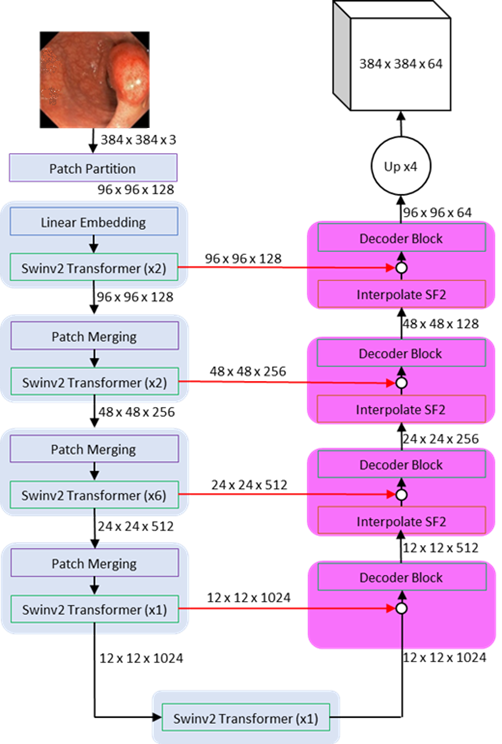 384 x 384 x 3
Patch Partition
96 x 96 x 128
Linear Embedding
Swinv2 Transformer (x2)
96 x 96 x 128
96 x 96 x 128
Patch Merging
Swinv2 Transformer (x2)
48 x 48 x 256
48 x 48 x 256
Patch Merging
Swinv2 Transformer (x6)
24 x 24 x 512
24 x 24 x 512
Patch Merging
Swinv2 Transformer (x1)
12 x 12 x 1024
12 x 12 x 1024
Swinv2 Transformer (x1)
384 x 384 x 64
Up x4
96 x 96 x 64
Decoder Block
Interpolate SF2
48 x 48 x 128
Decoder Block
Interpolate SF2
24 x 24 x 256
Decoder Block
Interpolate SF2
12 x 12 x 512
Decoder Block
12 x 12 x 1024